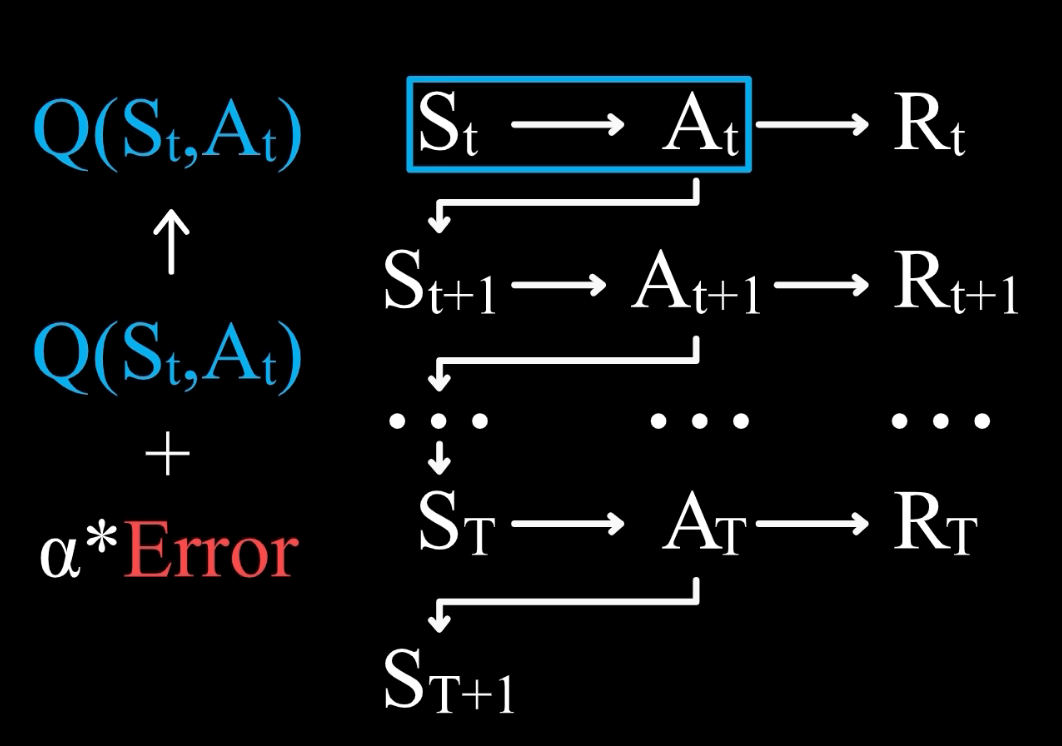 Q(St,At)
↑
Q(St,At)
+
α*Error
St → At → Rt
St+1 → At+1 → Rt+1
... ... ...
ST → AT → RT
ST+1